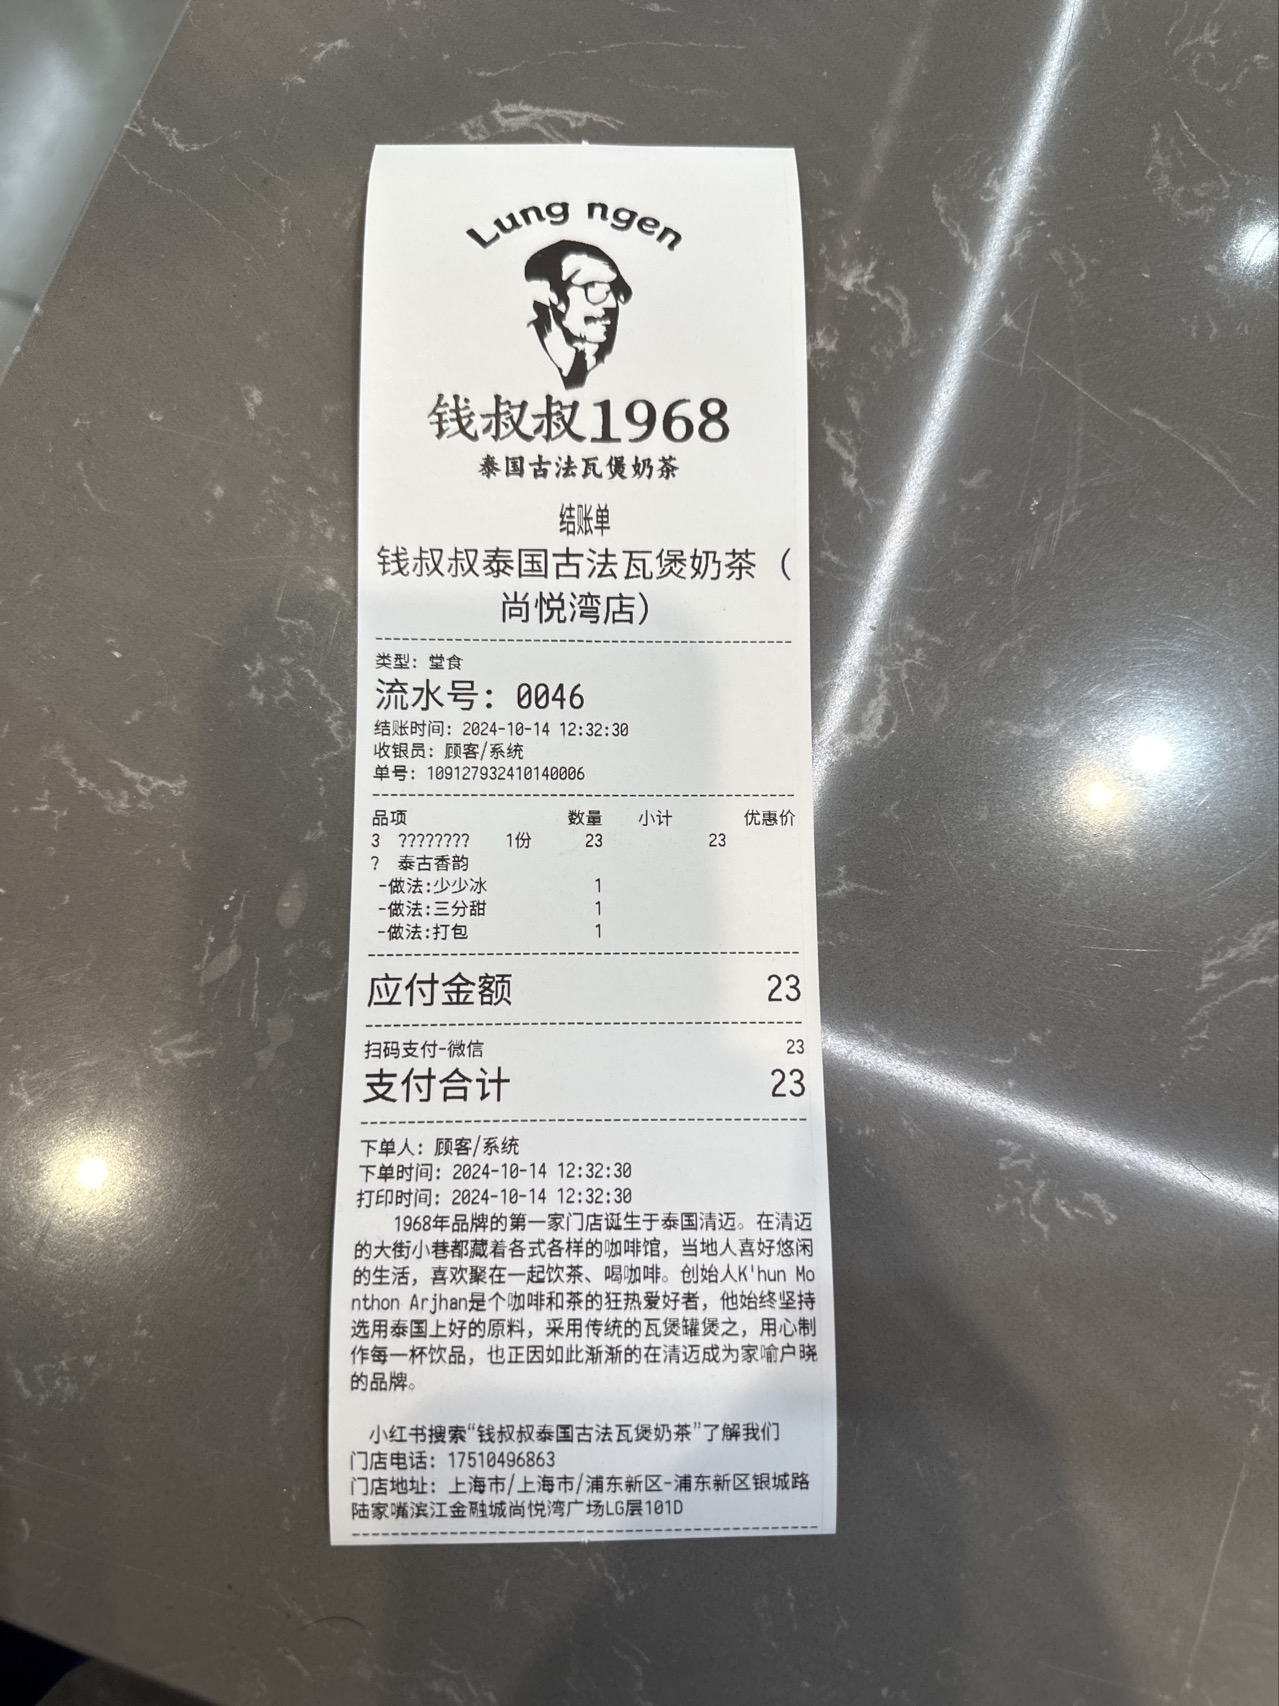 Lung ngen
钱叔叔1968
泰国古法瓦煲奶茶
结账单
钱叔叔泰国古法瓦煲奶茶（
尚悦湾店）
类型：堂食
流水号：0046
结账时间：2024-10-14 12:32:30
收银员：顾客/系统
单号：109127932410140006
品项 数量 小计 优惠价
3 ???????? 1份 23 23
? 泰古香韵
-做法:少少冰 1
-做法:三分甜 1
-做法:打包 1
应付金额 23
扫码支付-微信 23
支付合计 23
下单人：顾客/系统
下单时间：2024-10-14 12:32:30
打印时间：2024-10-14 12:32:30
1968年品牌的第一家门店诞生于泰国清迈。在清迈
的大街小巷都藏着各式各样的咖啡馆，当地人喜好悠闲
的生活，喜欢聚在一起饮茶、喝咖啡。创始人K'hun Mo
nthon Arjhan是个咖啡和茶的狂热爱好者，他始终坚持
选用泰国上好的原料，采用传统的瓦煲罐煲之，用心制
作每一杯饮品，也正因如此渐渐的在清迈成为家喻户晓
的品牌。
小红书搜索“钱叔叔泰国古法瓦煲奶茶”了解我们
门店电话：17510496863
门店地址：上海市/上海市/浦东新区-浦东新区银城路
陆家嘴滨江金融城尚悦湾广场LG层101D